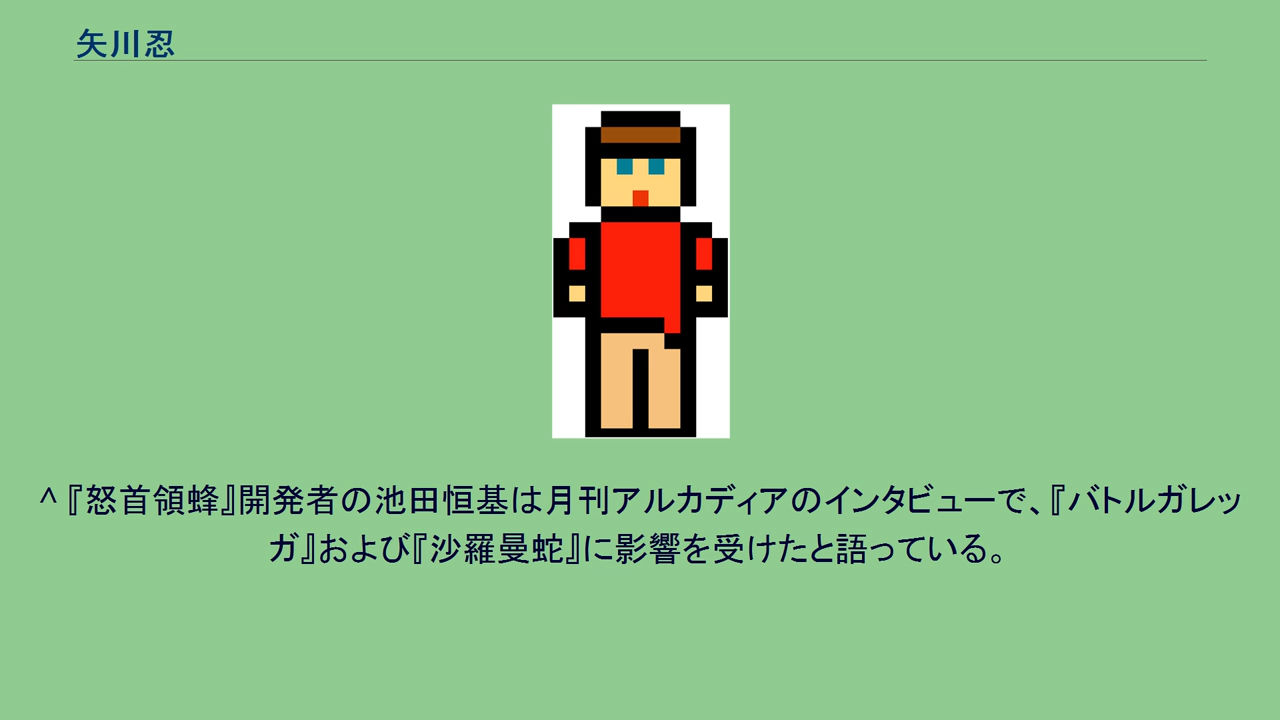 矢川忍
^『怒首領蜂』開発者の池田恒基は月刊アルカディアのインタビューで、『バトルガレッ
ガ』および『沙羅曼蛇』に影響を受けたと語っている。